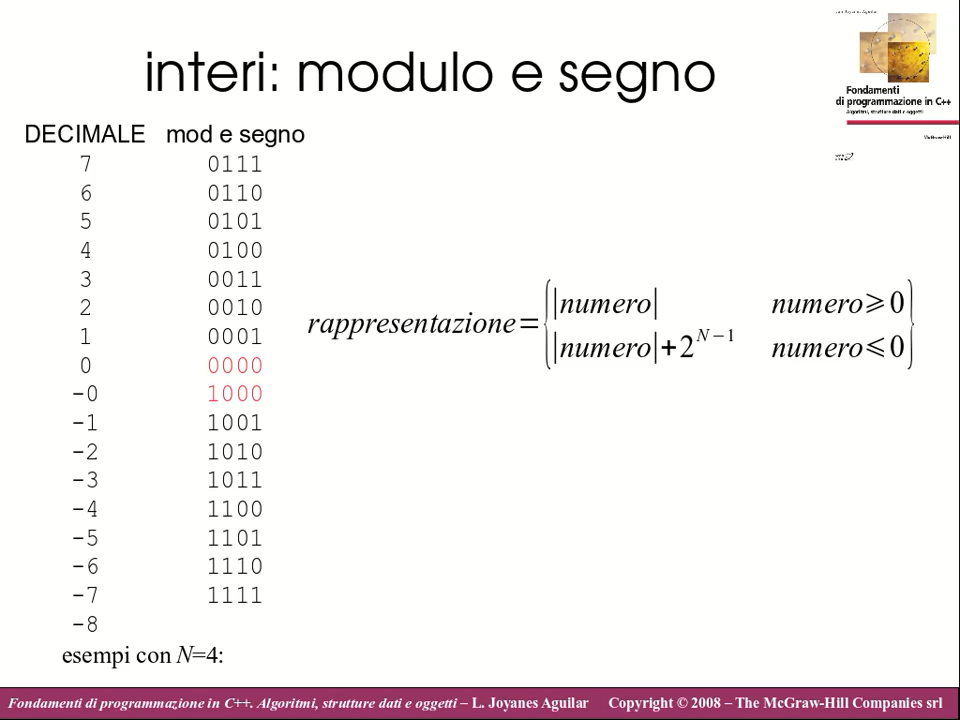 interi: modulo e segno
Fondamenti
di programmazione in C++
Algoritmi, strutture dati e oggetti
DECIMALE mod e segno
7 0111
6 0110
5 0101
4 0100
3 0011
2 0010
1 0001
0 0000
-0 1000
-1 1001
-2 1010
-3 1011
-4 1100
-5 1101
-6 1110
-7 1111
-8
rappresentazione={|numero| numero⩾0
|numero|+2^{N−1} numero⩽0}
esempi con N=4:
Fondamenti di programmazione in C++. Algoritmi, strutture dati e oggetti – L. Joyanes Aguilar Copyright © 2008 – The McGraw-Hill Companies srl